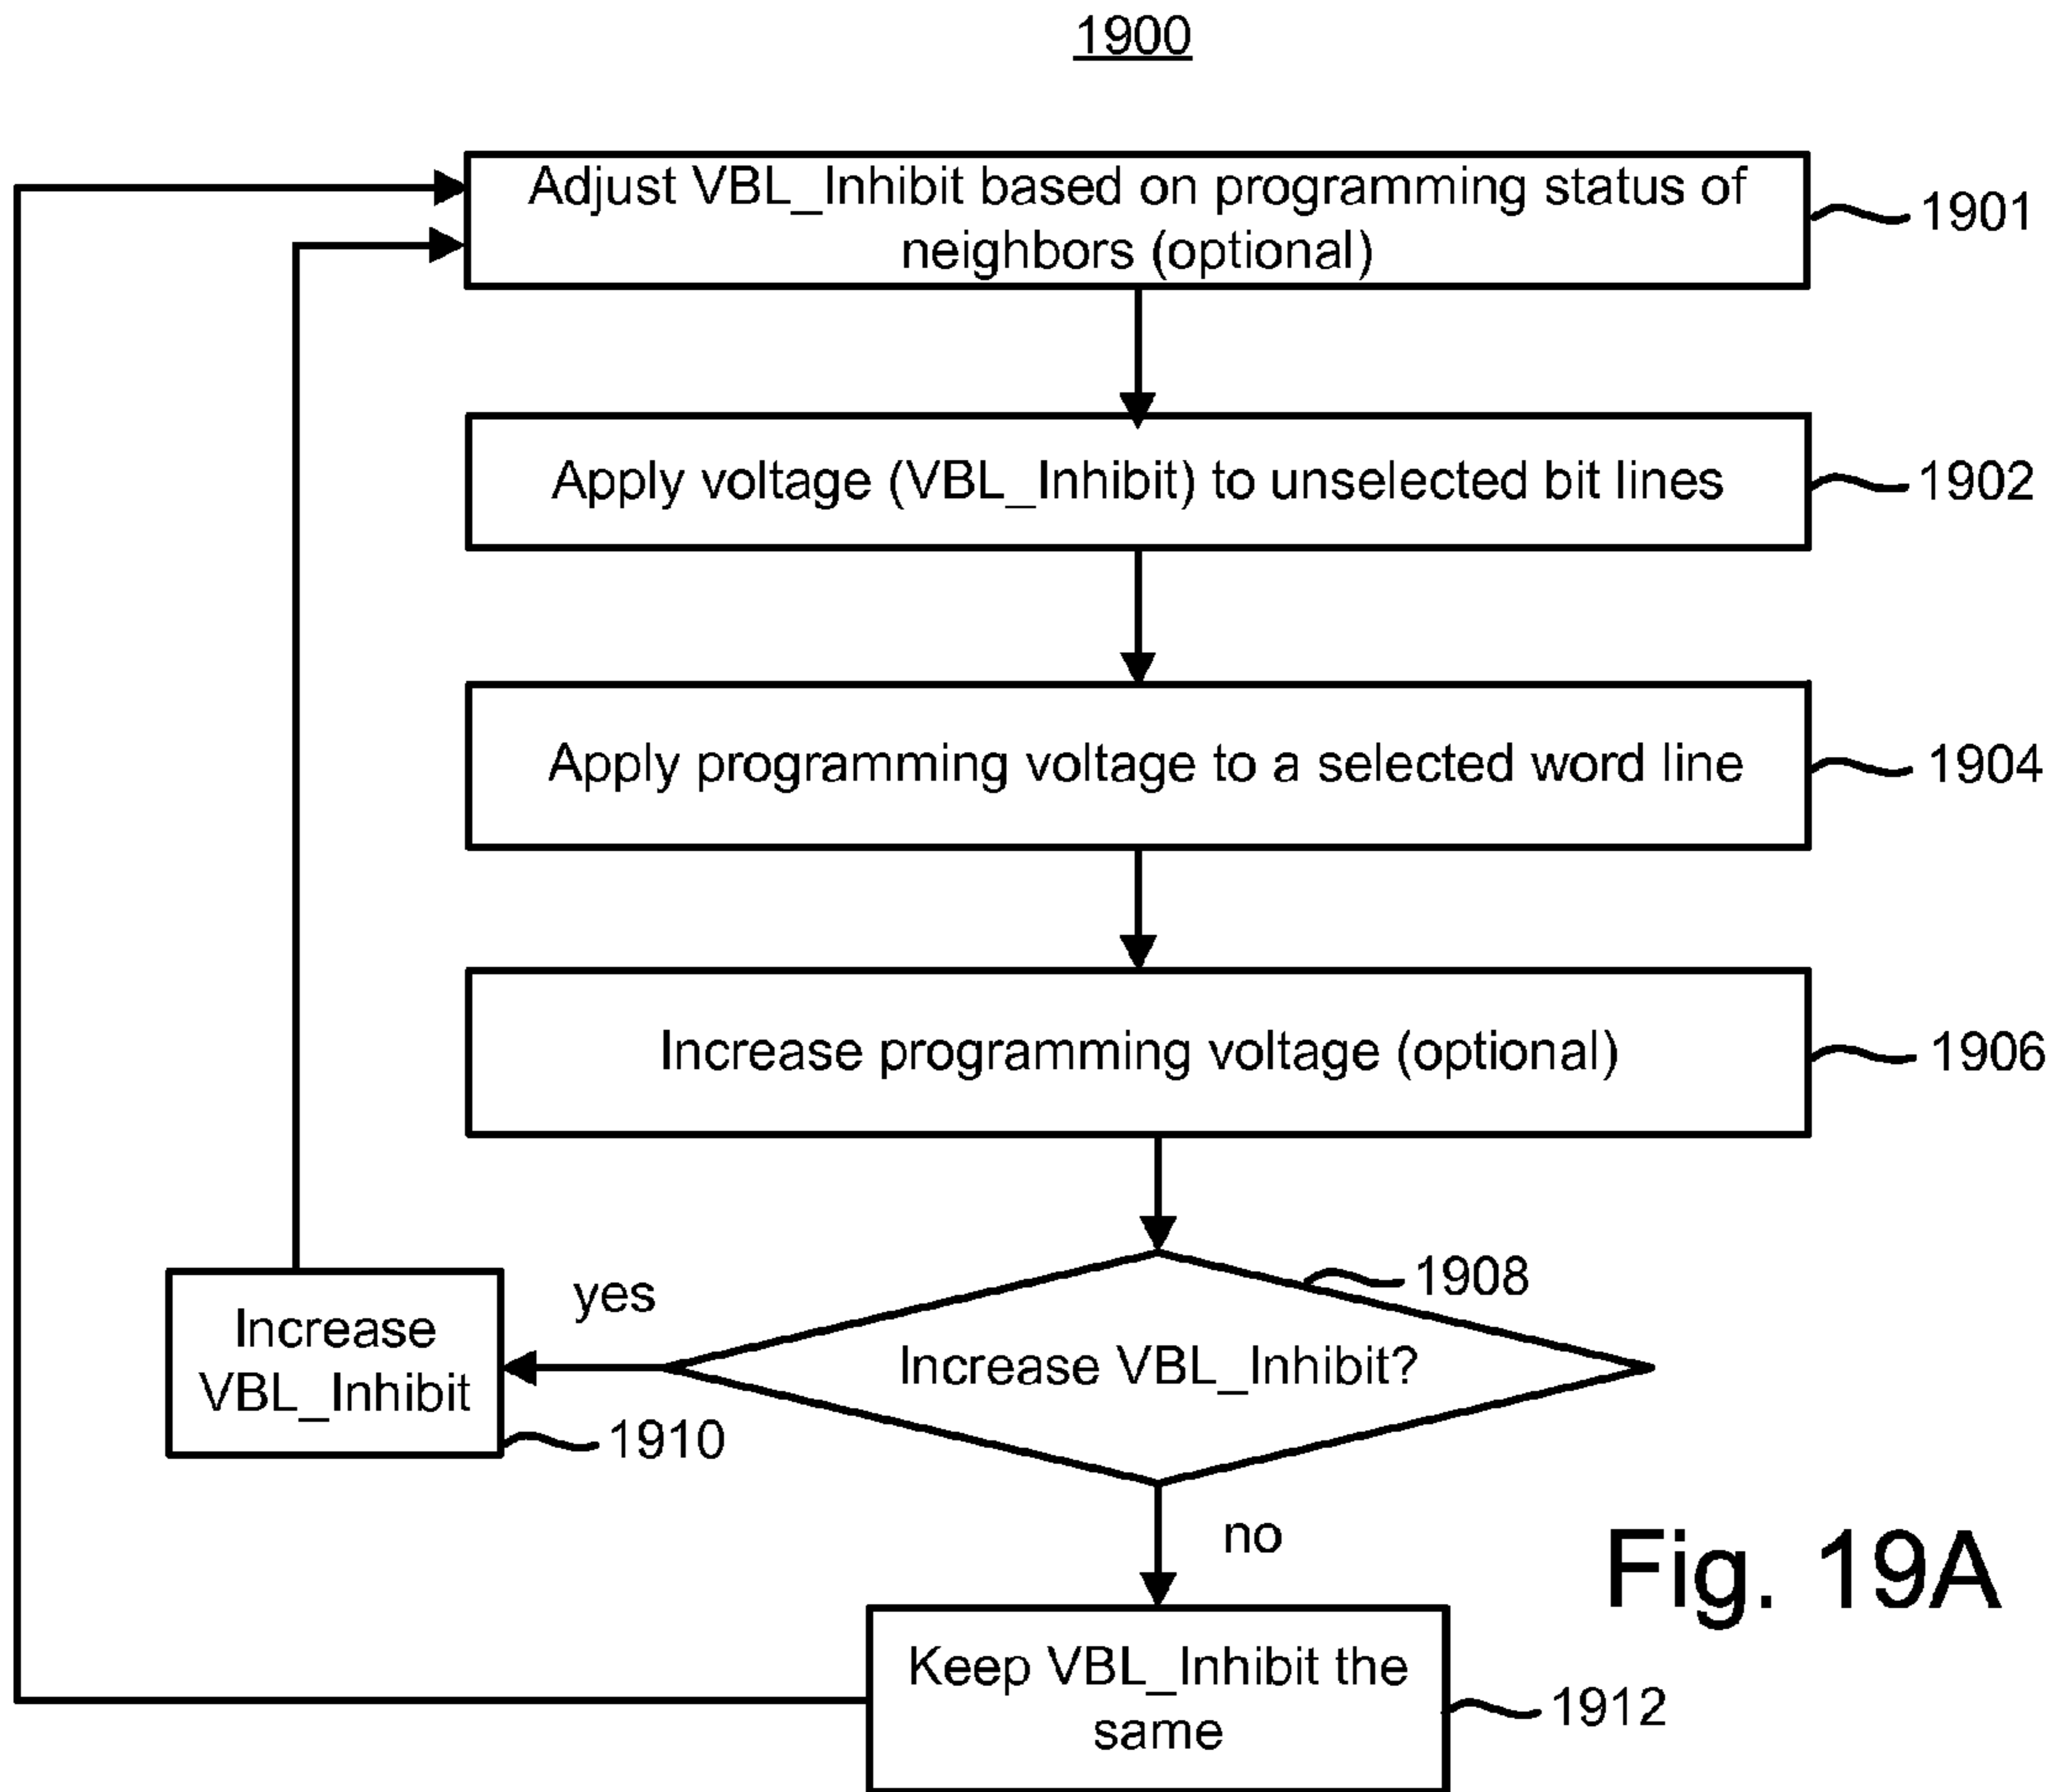 1900
Adjust VBL_Inhibit based on programming status of
neighbors (optional)
1901
Apply voltage (VBL_Inhibit) to unselected bit lines
1902
Apply programming voltage to a selected word line
1904
Increase programming voltage (optional)
1906
1908
Increase VBL_Inhibit?
yes
Increase
VBL_Inhibit
1910
no
Keep VBL_Inhibit the
same
1912
Fig. 19A